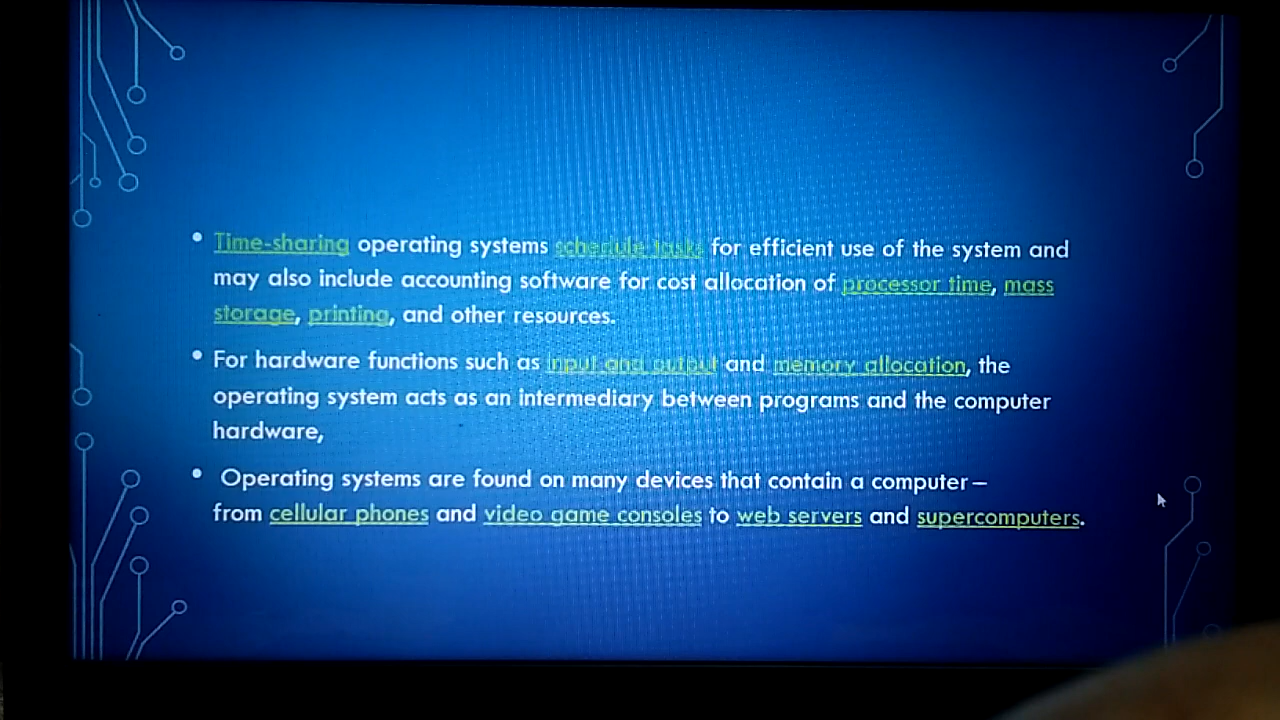 • Time-sharing operating systems schedule tasks for efficient use of the system and
may also include accounting software for cost allocation of processor time, mass
storage, printing, and other resources.
• For hardware functions such as input and output and memory allocation, the
operating system acts as an intermediary between programs and the computer
hardware,
• Operating systems are found on many devices that contain a computer—
from cellular phones and video game consoles to web servers and supercomputers.